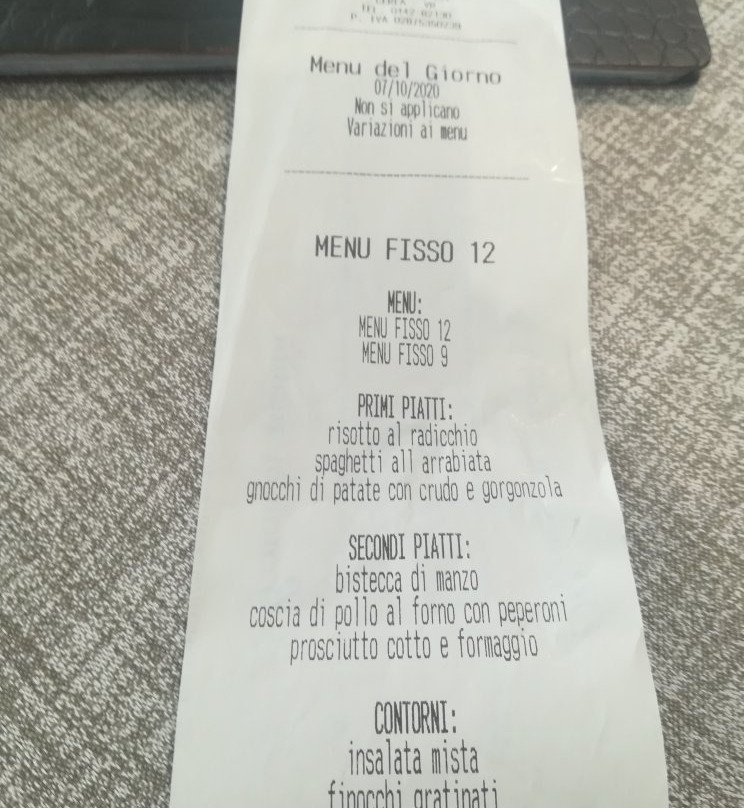 Menu del Giorno
07/10/2020
Non si applicano
Variazioni ai menu
MENU FISSO 12
MENU:
MENU FISSO 12
MENU FISSO 9
PRIMI PIATTI:
risotto al radicchio
spaghetti all arrabiata
gnocchi di patate con crudo e gorgonzola
SECONDI PIATTI:
bistecca di manzo
coscia di pollo al forno con peperoni
prosciutto cotto e formaggio
CONTORNI:
insalata mista
finocchi gratinati